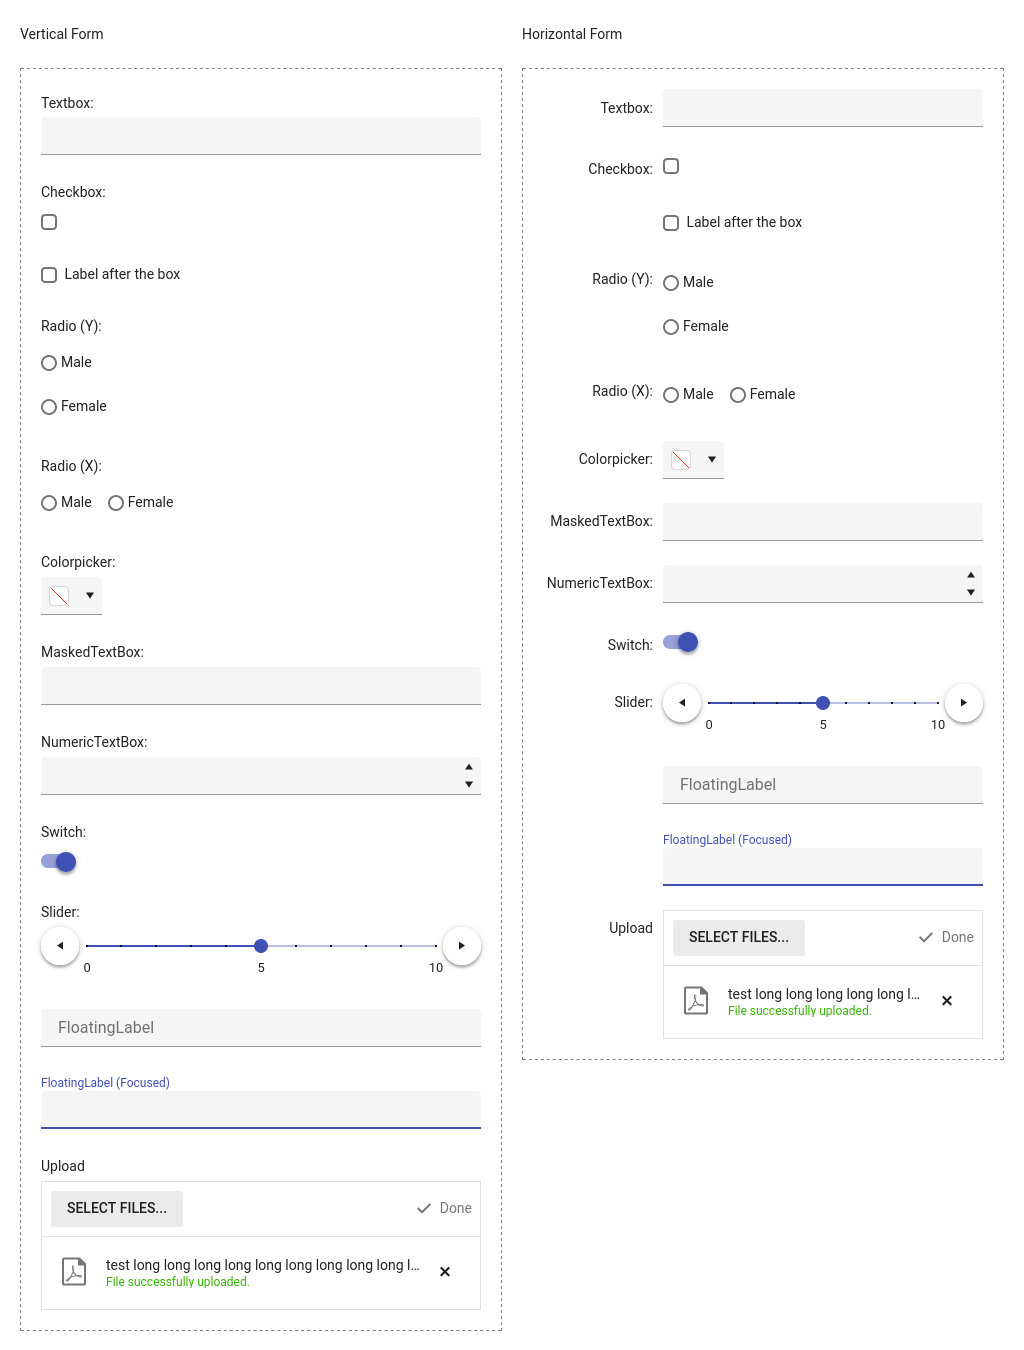 Vertical Form
Textbox:
Checkbox:
Label after the box
Radio (Y):
Male
Female
Radio (X):
Male Female
Colorpicker:
MaskedTextBox:
NumericTextBox:
Switch:
Slider:
0 5 10
FloatingLabel
FloatingLabel (Focused)
Upload
SELECT FILES... Done
test long long long long long long long long long l...
File successfully uploaded.
Horizontal Form
Textbox:
Checkbox:
Label after the box
Radio (Y): Male
Female
Radio (X): Male Female
Colorpicker:
MaskedTextBox:
NumericTextBox:
Switch:
Slider:
0 5 10
FloatingLabel
FloatingLabel (Focused)
Upload SELECT FILES... Done
test long long long long long l...
File successfully uploaded.